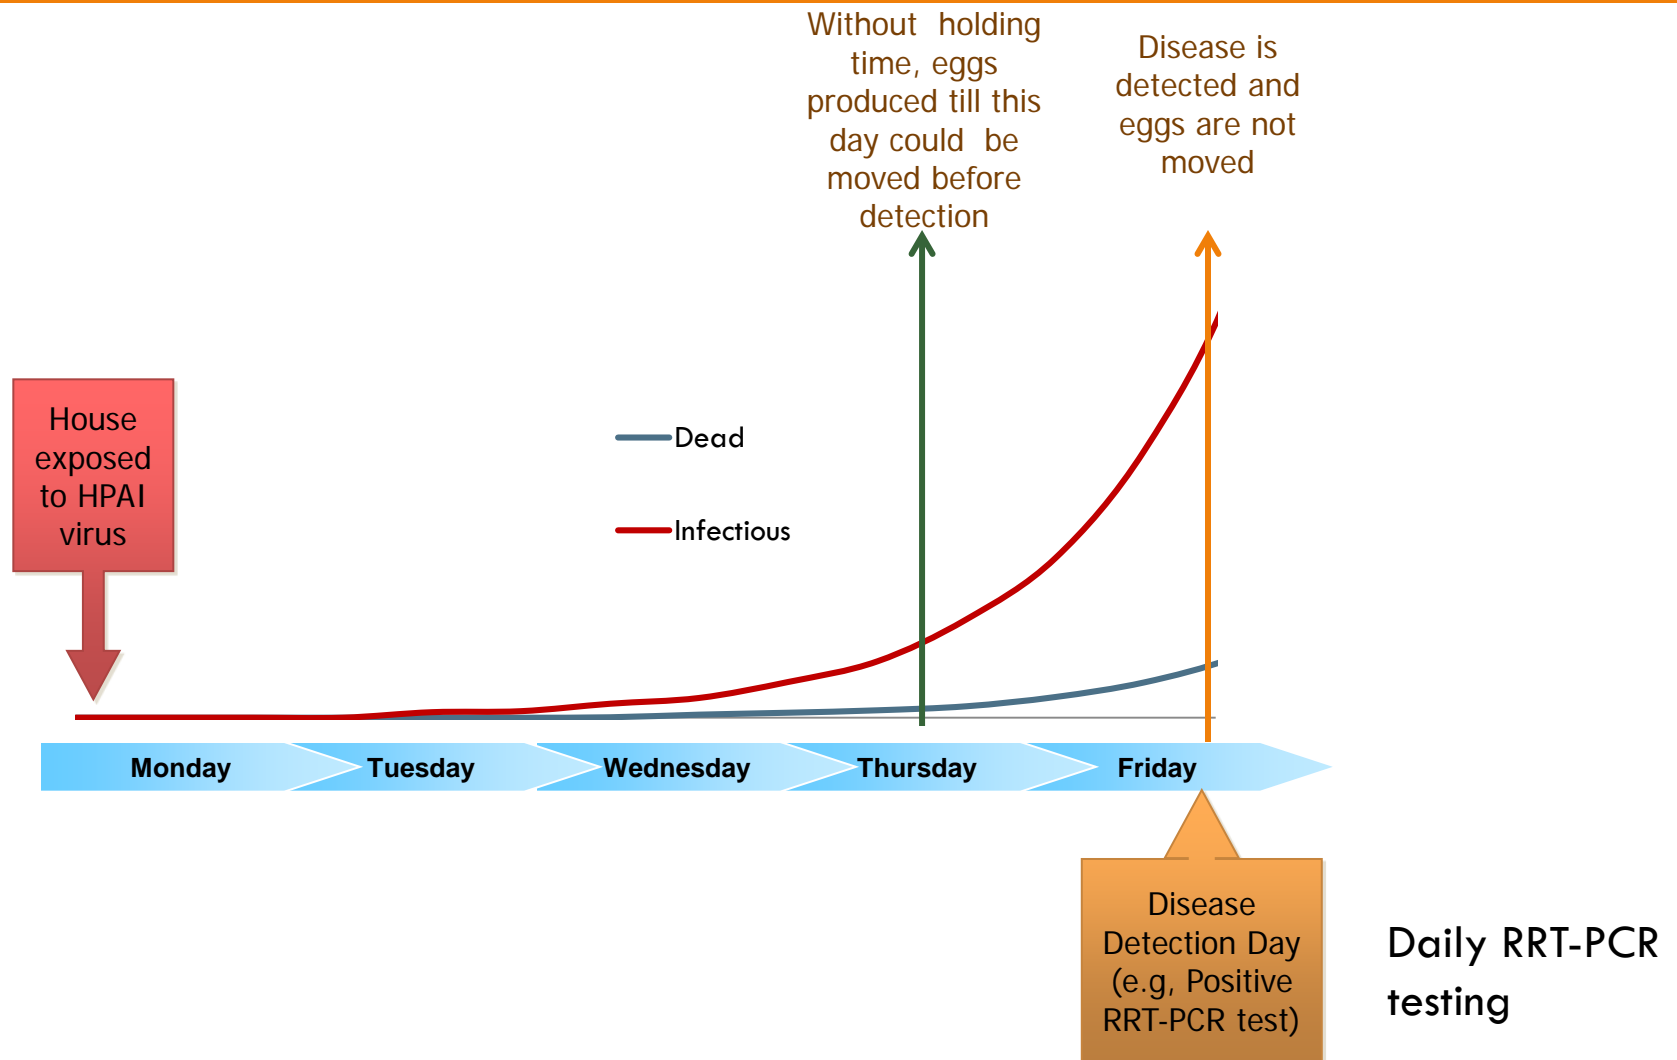 Without holding
time, eggs
produced till this
day could be
moved before
detection
Disease is
detected and
eggs are not
moved
House
exposed
to HPAI
virus
Dead
Infectious
Monday
Tuesday
Wednesday
Thursday
Friday
Disease
Detection Day
(e.g, Positive
RRT-PCR test)
Daily RRT-PCR
testing